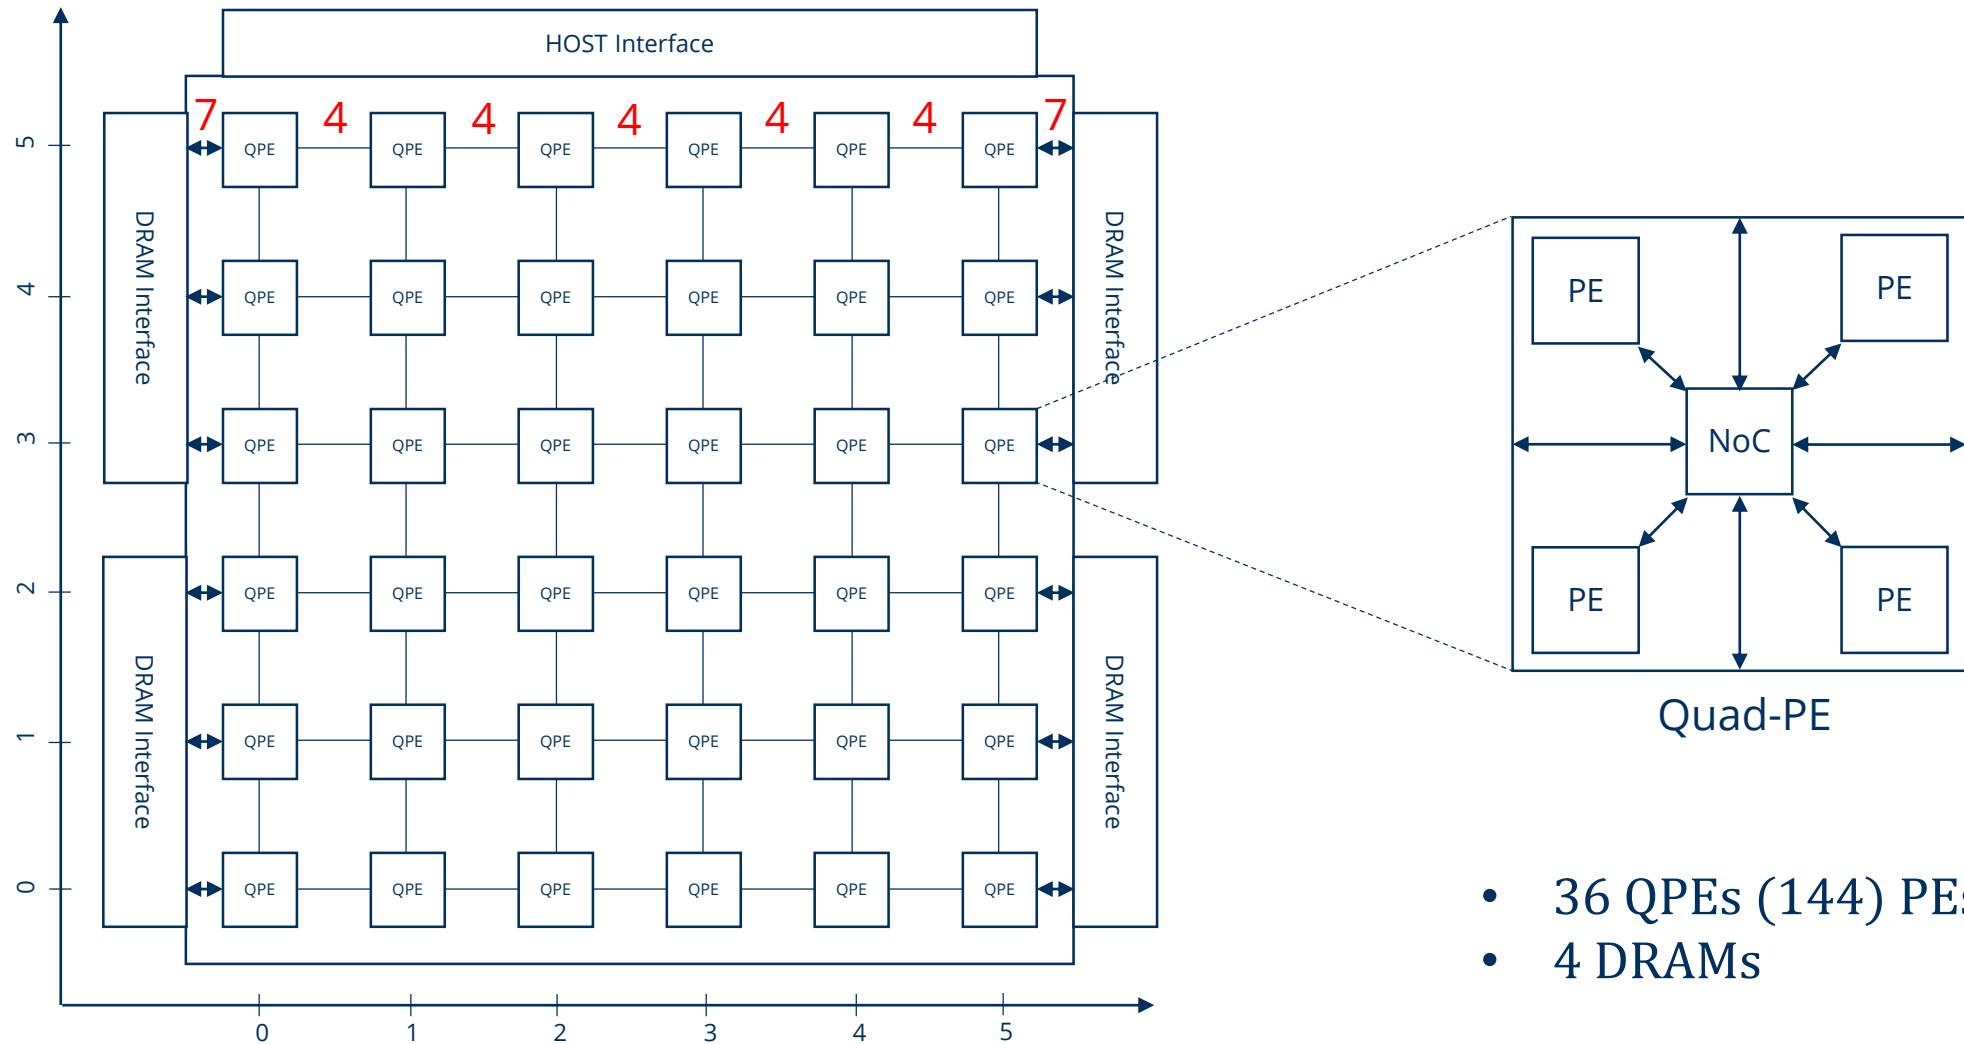 HOST Interface
7 4 4 4 4 4 7
5 QPE QPE QPE QPE QPE QPE
DRAM Interface
DRAM Interface
4 QPE QPE QPE QPE QPE QPE
3 QPE QPE QPE QPE QPE QPE
2 QPE QPE QPE QPE QPE QPE
DRAM Interface
DRAM Interface
1 QPE QPE QPE QPE QPE QPE
0 QPE QPE QPE QPE QPE QPE
0 1 2 3 4 5
PE PE
NoC
PE PE
Quad-PE
• 36 QPEs (144) PEs
• 4 DRAMs